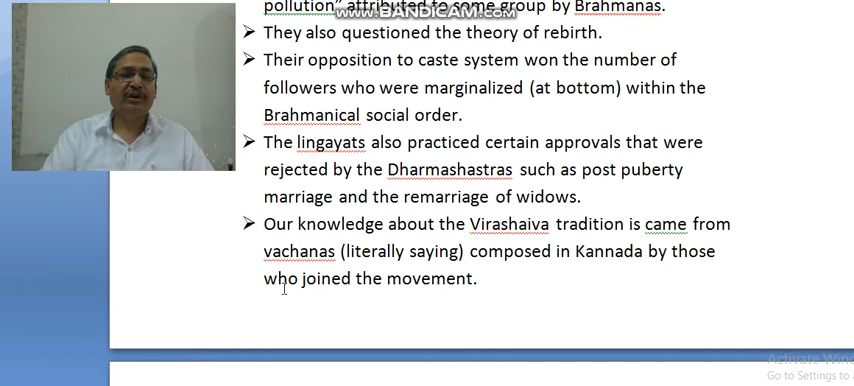 pollution" attributed to some group by Brahmanas.
WWW.BANDICAM.COM
➢ They also questioned the theory of rebirth.
➢ Their opposition to caste system won the number of
followers who were marginalized (at bottom) within the
Brahmanical social order.
➢ The lingayats also practiced certain approvals that were
rejected by the Dharmashastras such as post puberty
marriage and the remarriage of widows.
➢ Our knowledge about the Virashaiva tradition is came from
vachanas (literally saying) composed in Kannada by those
who joined the movement.
Activate Win
Go to Settings to